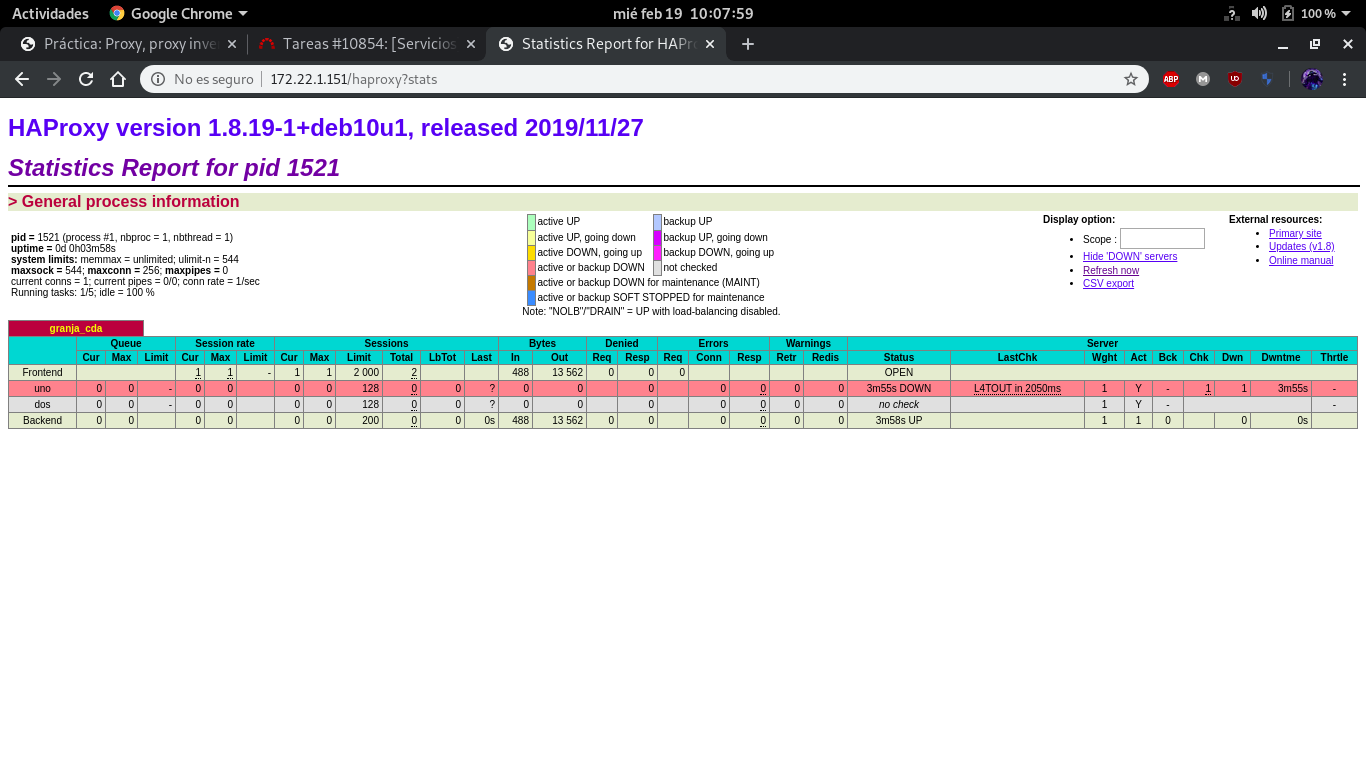 Actividades Google Chrome mié feb 19 10:07:59 100 %
Práctica: Proxy, proxy inve Tareas #10854: [Servicios Statistics Report for HAPr
No es seguro 172.22.1.151/haproxy?stats ABP M
HAProxy version 1.8.19-1+deb10u1, released 2019/11/27
Statistics Report for pid 1521
> General process information
pid = 1521 (process #1, nbproc = 1, nbthread = 1)
uptime = 0d 0h03m58s
system limits: memmax = unlimited; ulimit-n = 544
maxsock = 544; maxconn = 256; maxpipes = 0
current conns = 1; current pipes = 0/0; conn rate = 1/sec
Running tasks: 1/5; idle = 100 %
active UP backup UP
active UP, going down backup UP, going down
active DOWN, going up backup DOWN, going up
active or backup DOWN not checked
active or backup DOWN for maintenance (MAINT)
active or backup SOFT STOPPED for maintenance
Note: "NOLB"/"DRAIN" = UP with load-balancing disabled.
Display option:
Scope :
Hide 'DOWN' servers
Refresh now
CSV export
External resources:
Primary site
Updates (v1.8)
Online manual
granja_cda
Queue Session rate Sessions Bytes Denied Errors Warnings Server
Cur Max Limit Cur Max Limit Cur Max Limit Total LbTot Last In Out Req Resp Req Conn Resp Retr Redis Status LastChk Wght Act Bck Chk Dwn Dwntme Thrtle
Frontend 1 1 - 1 1 2 000 2 488 13 562 0 0 0 OPEN
uno 0 0 - 0 0 0 0 128 0 0 ? 0 0 0 0 0 0 0 3m55s DOWN L4TOUT in 2050ms 1 Y - 1 1 3m55s -
dos 0 0 - 0 0 0 0 128 0 0 ? 0 0 0 0 0 0 0 no check 1 Y - -
Backend 0 0 0 0 0 0 200 0 0 0s 488 13 562 0 0 0 0 0 0 3m58s UP 1 1 0 0 0s